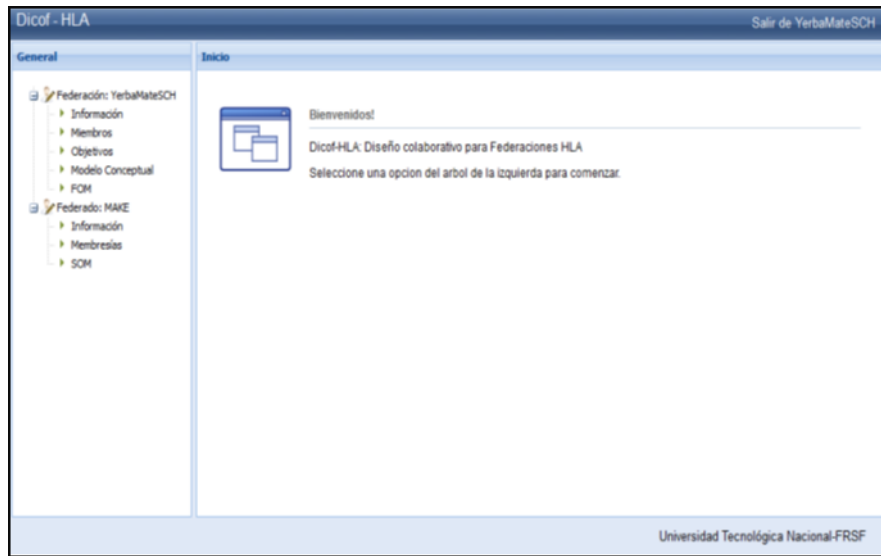 Dicof - HLA
Salir de YerbaMateSCH
General
Inicio
Federación: YerbaMateSCH
Información
Miembros
Objetivos
Modelo Conceptual
FOM
Federado: MAKE
Información
Membresías
SOM
Bienvenidos!
Dicof-HLA: Diseño colaborativo para Federaciones HLA
Seleccione una opcion del arbol de la izquierda para comenzar.
Universidad Tecnológica Nacional-FRSF